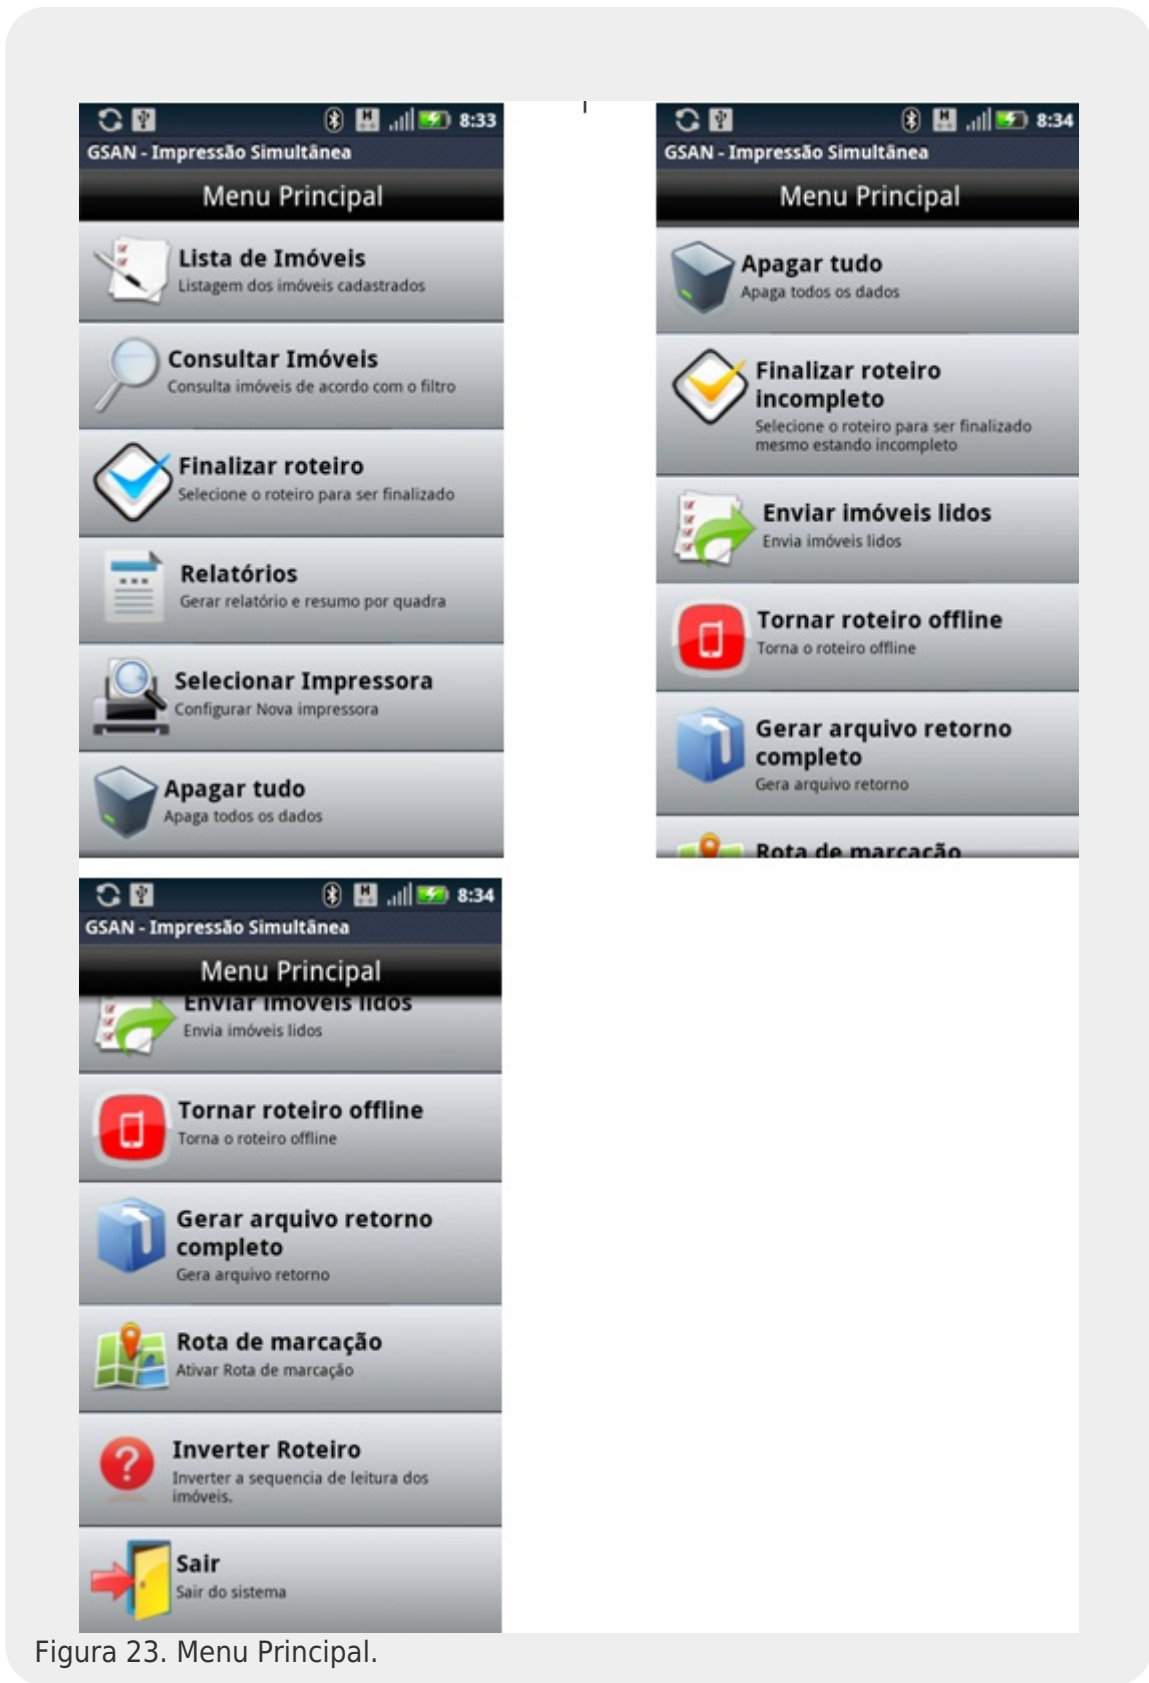 8:33
GSAN - Impressão Simultânea
Menu Principal
Lista de Imóveis
Listagem dos imóveis cadastrados
Consultar Imóveis
Consulta imóveis de acordo com o filtro
Finalizar roteiro
Selecione o roteiro para ser finalizado
Relatórios
Gerar relatório e resumo por quadra
Selecionar Impressora
Configurar Nova impressora
Apagar tudo
Apaga todos os dados
8:34
GSAN - Impressão Simultânea
Menu Principal
Apagar tudo
Apaga todos os dados
Finalizar roteiro
incompleto
Selecione o roteiro para ser finalizado
mesmo estando incompleto
Enviar imóveis lidos
Envia imóveis lidos
Tornar roteiro offline
Torna o roteiro offline
Gerar arquivo retorno
completo
Gera arquivo retorno
Rota de marcação
8:34
GSAN - Impressão Simultânea
Menu Principal
Enviar imóveis lidos
Envia imóveis lidos
Tornar roteiro offline
Torna o roteiro offline
Gerar arquivo retorno
completo
Gera arquivo retorno
Rota de marcação
Ativar Rota de marcação
Inverter Roteiro
Inverter a sequencia de leitura dos
imóveis.
Sair
Sair do sistema
Figura 23. Menu Principal.